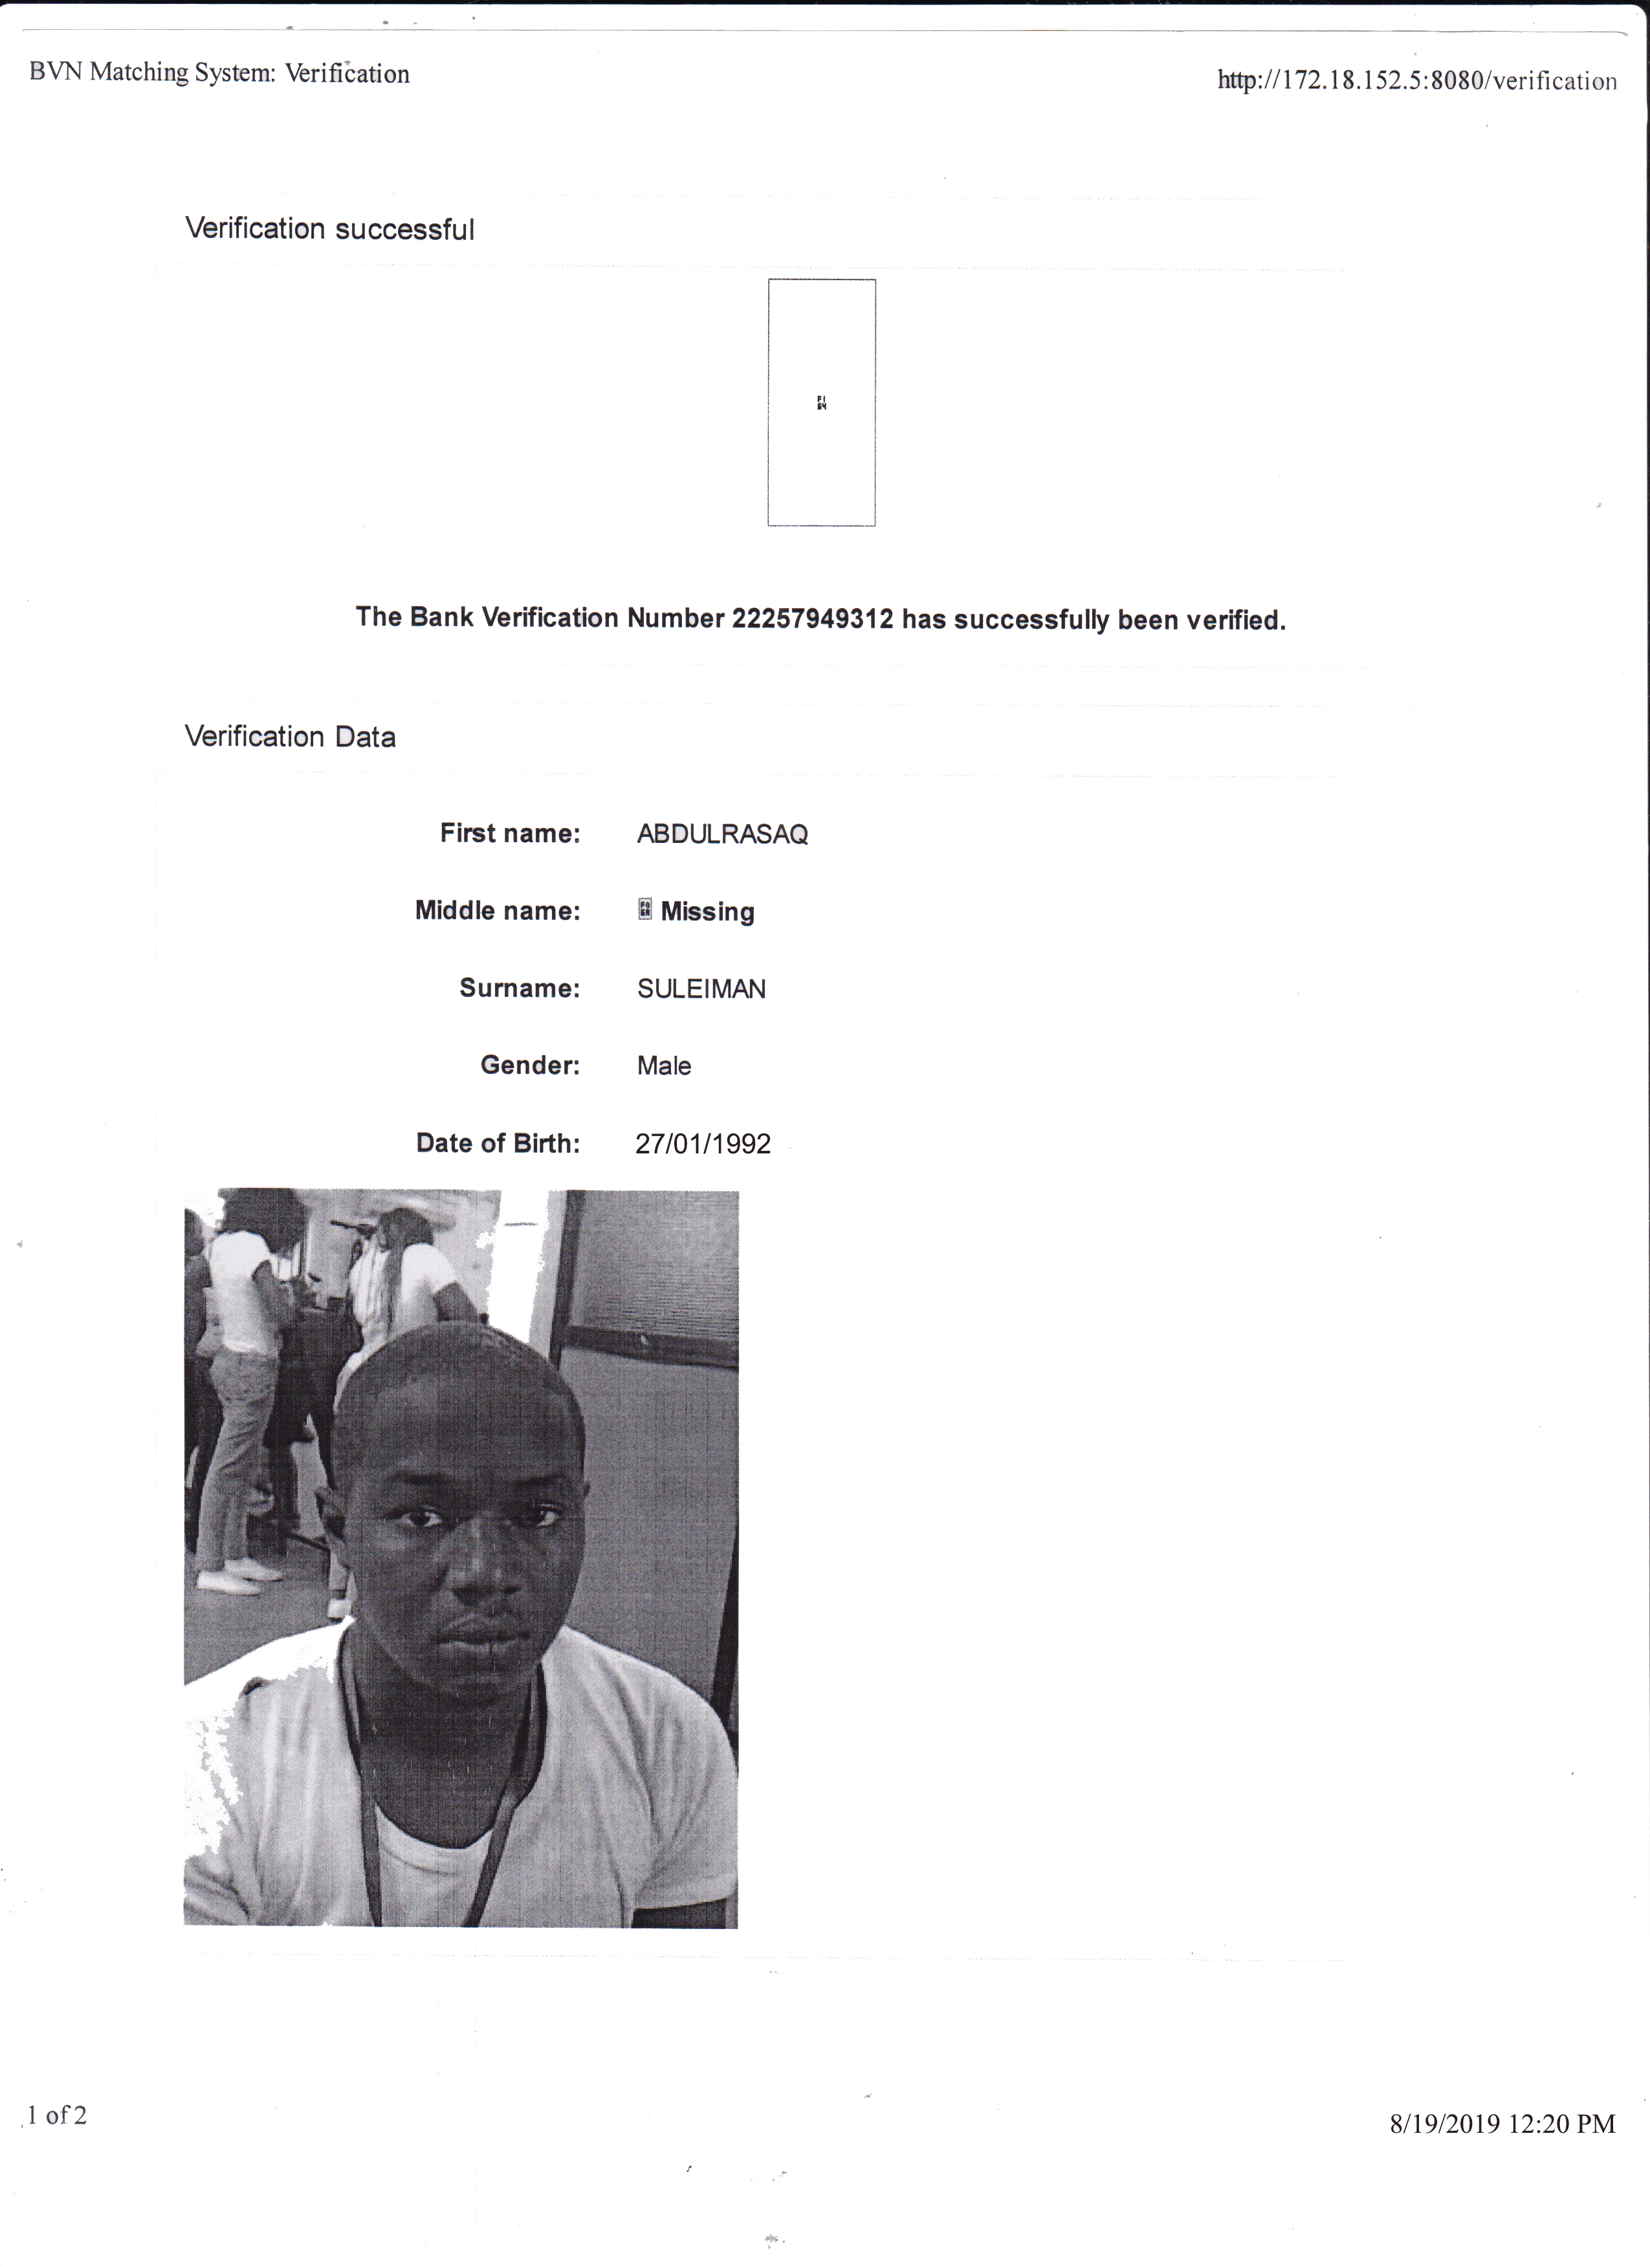 BVN Matching System: Verification
http://172.18.152.5:8080/verification
Verification successful
The Bank Verification Number 22257949312 has successfully been verified.
Verification Data
First name: ABDULRASAQ
Middle name: Missing
Surname: SULEIMAN
Gender: Male
Date of Birth: 27/01/1992
1 of 2
8/19/2019 12:20 PM